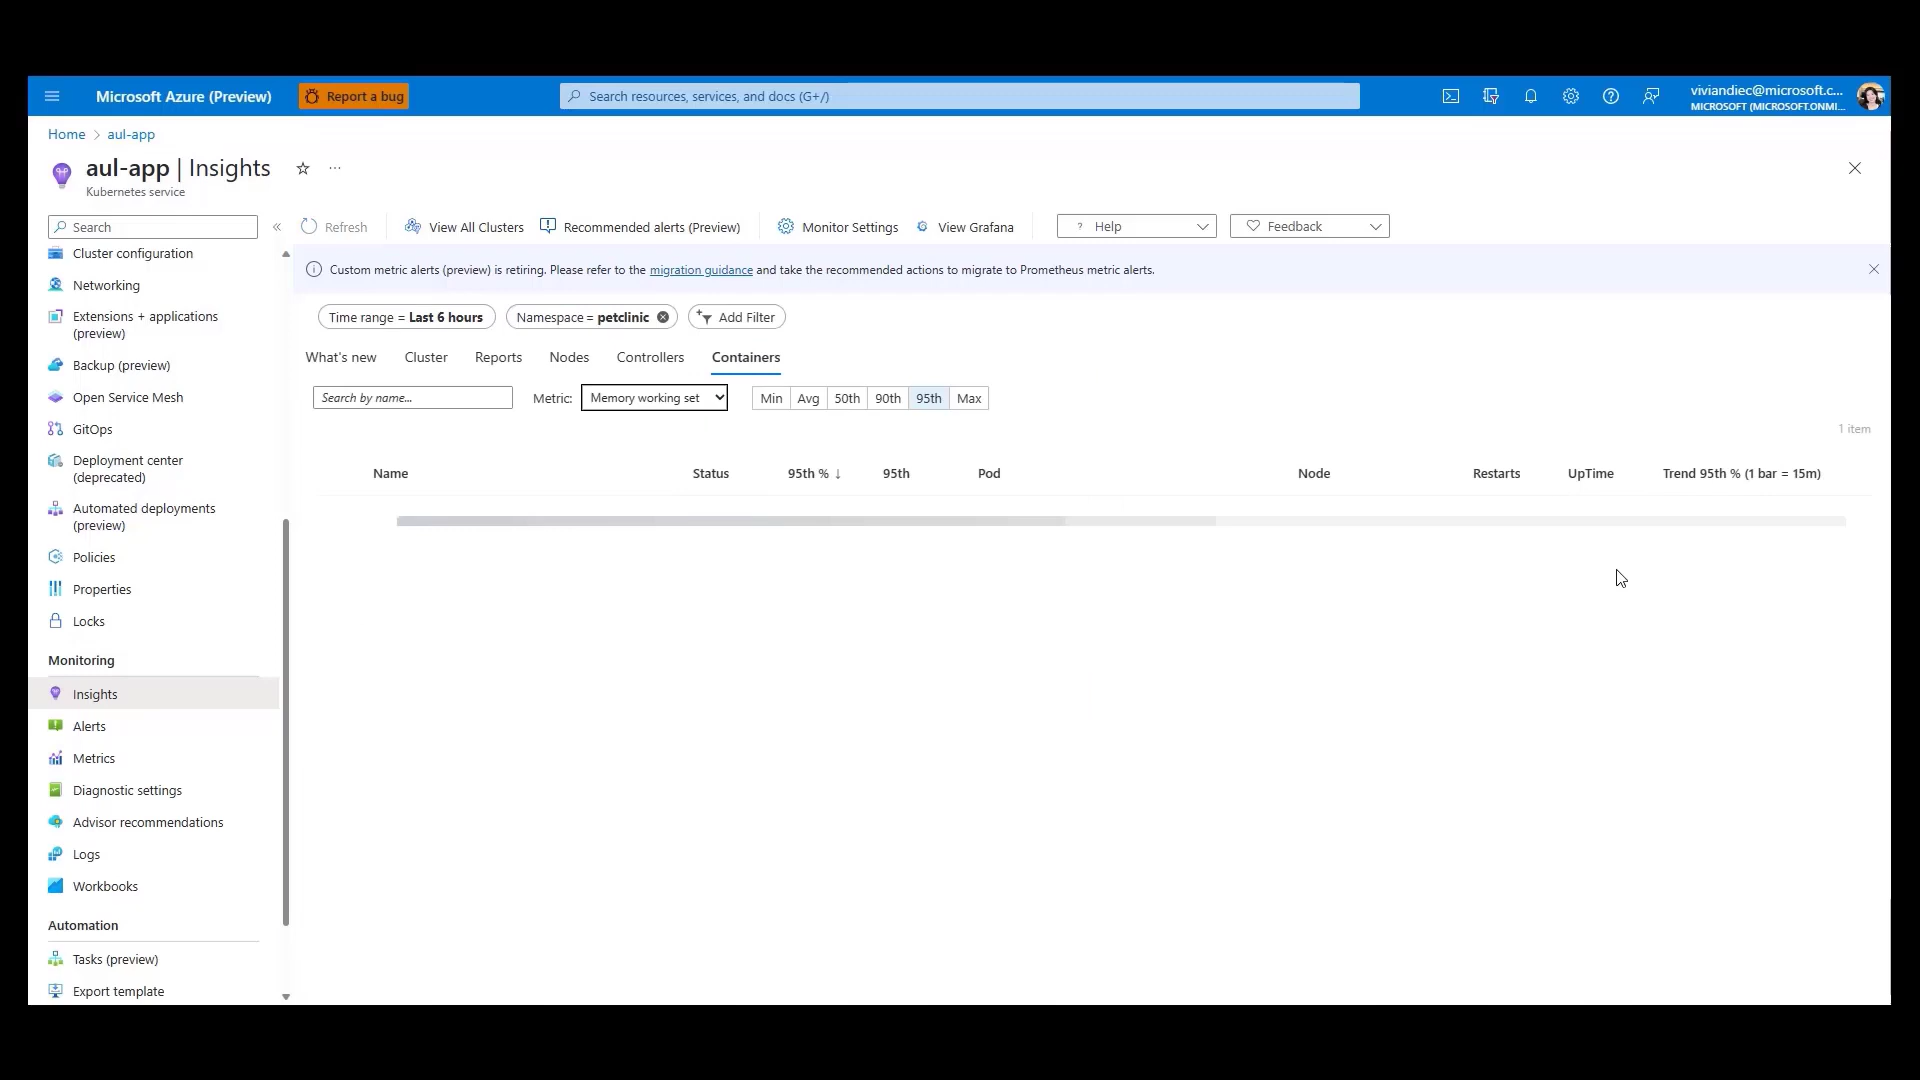 Microsoft Azure (Preview)
Report a bug
Search resources, services, and docs (G+/)
viviandiec@microsoft.c...
MICROSOFT (MICROSOFT.ONMI...
Home > aul-app
aul-app | Insights
Kubernetes service
Search
Refresh
View All Clusters
Recommended alerts (Preview)
Monitor Settings
View Grafana
? Help
Feedback
Custom metric alerts (preview) is retiring. Please refer to the migration guidance and take the recommended actions to migrate to Prometheus metric alerts.
Time range = Last 6 hours
Namespace = petclinic
Add Filter
What's new
Cluster
Reports
Nodes
Controllers
Containers
Search by name...
Metric:
Memory working set
Min
Avg
50th
90th
95th
Max
1 item
Name
Status
95th % ↓
95th
Pod
Node
Restarts
UpTime
Trend 95th % (1 bar = 15m)
Cluster configuration
Networking
Extensions + applications
(preview)
Backup (preview)
Open Service Mesh
GitOps
Deployment center
(deprecated)
Automated deployments
(preview)
Policies
Properties
Locks
Monitoring
Insights
Alerts
Metrics
Diagnostic settings
Advisor recommendations
Logs
Workbooks
Automation
Tasks (preview)
Export template